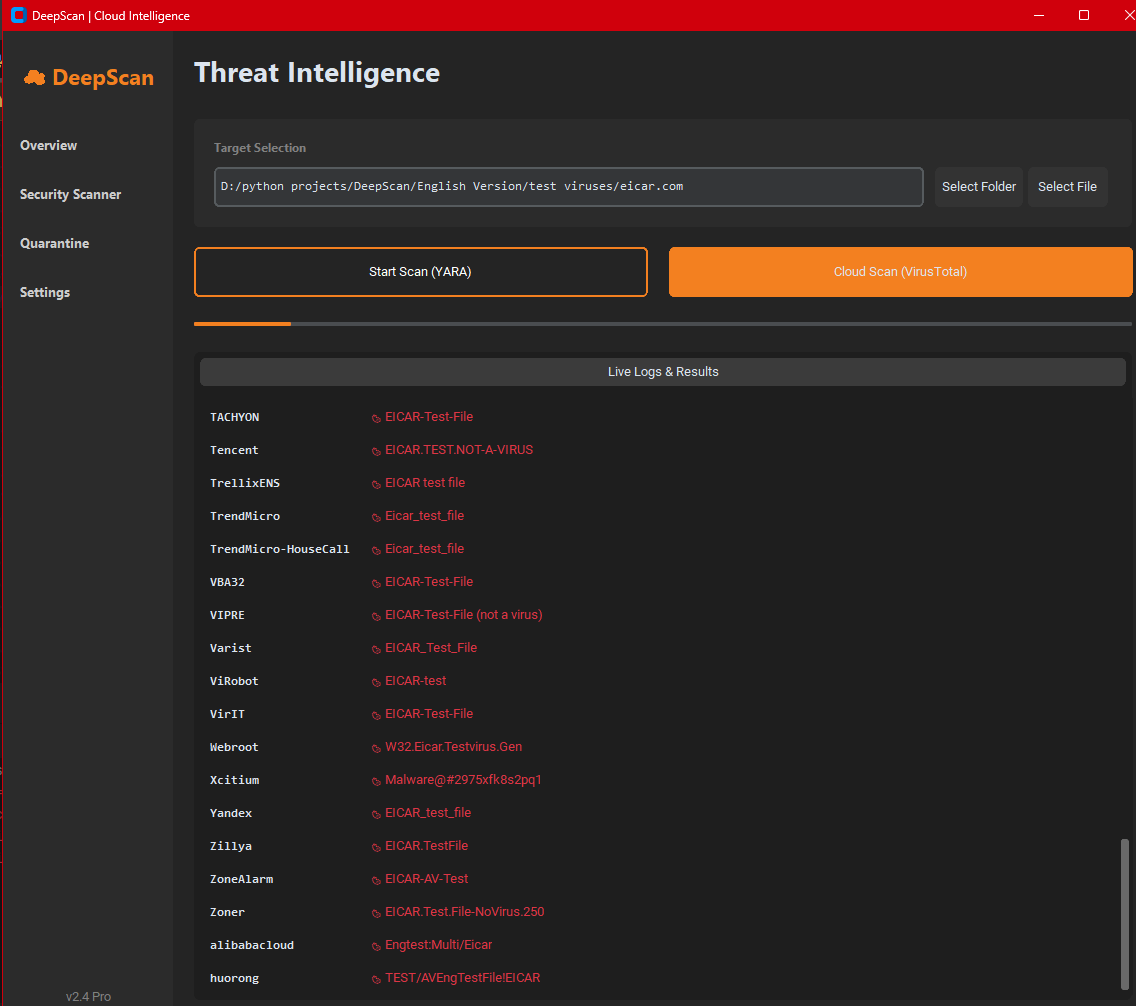 DeepScan | Cloud Intelligence
DeepScan
Overview
Security Scanner
Quarantine
Settings
v2.4 Pro
Threat Intelligence
Target Selection
D:/python projects/DeepScan/English Version/test viruses/eicar.com
Select Folder
Select File
Start Scan (YARA)
Cloud Scan (VirusTotal)
Live Logs & Results
TACHYON EICAR-Test-File
Tencent EICAR.TEST.NOT-A-VIRUS
TrellixENS EICAR test file
TrendMicro Eicar_test_file
TrendMicro-HouseCall Eicar_test_file
VBA32 EICAR-Test-File
VIPRE EICAR-Test-File (not a virus)
Varist EICAR_Test_File
ViRobot EICAR-test
VirIT EICAR-Test-File
Webroot W32.Eicar.Testvirus.Gen
Xcitium Malware@#2975xfk8s2pq1
Yandex EICAR_test_file
Zillya EICAR.TestFile
ZoneAlarm EICAR-AV-Test
Zoner EICAR.Test.File-NoVirus.250
alibabacloud Engtest:Multi/Eicar
huorong TEST/AVEngTestFile!EICAR